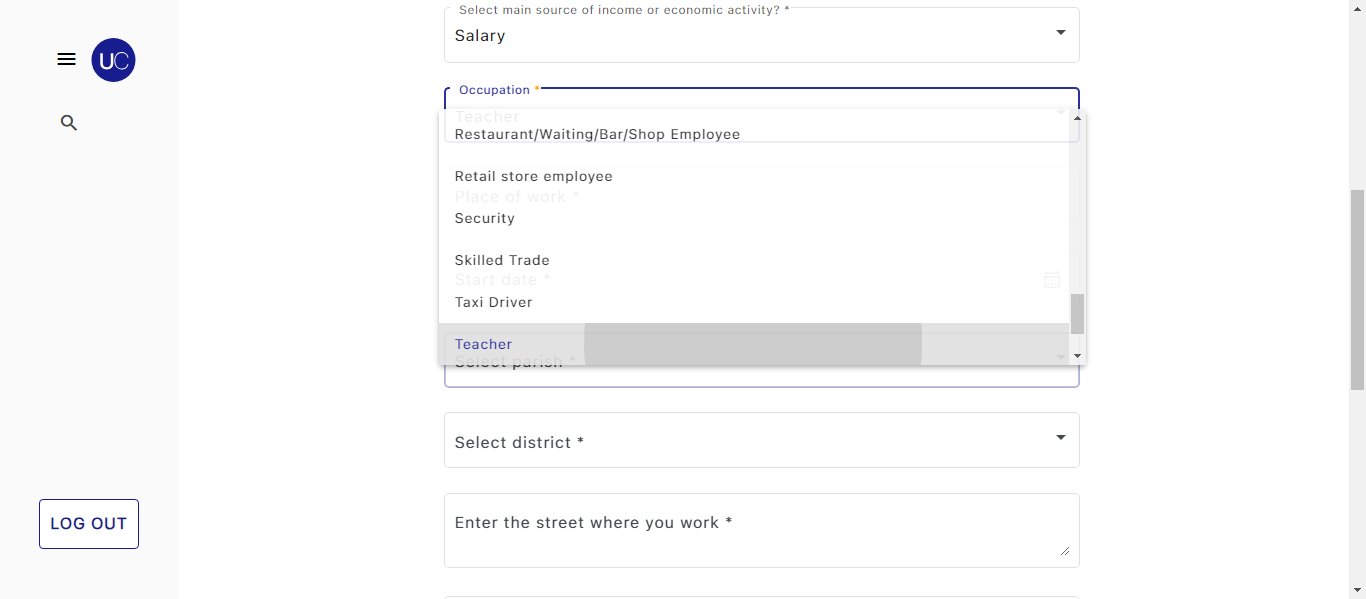 Select main source of income or economic activity? *
Salary
UC
Occupation *
Teacher
Restaurant/Waiting/Bar/Shop Employee
Retail store employee
Place of work *
Security
Skilled Trade
Start date *
Taxi Driver
Teacher
Select parish *
Select district *
Enter the street where you work *
LOG OUT